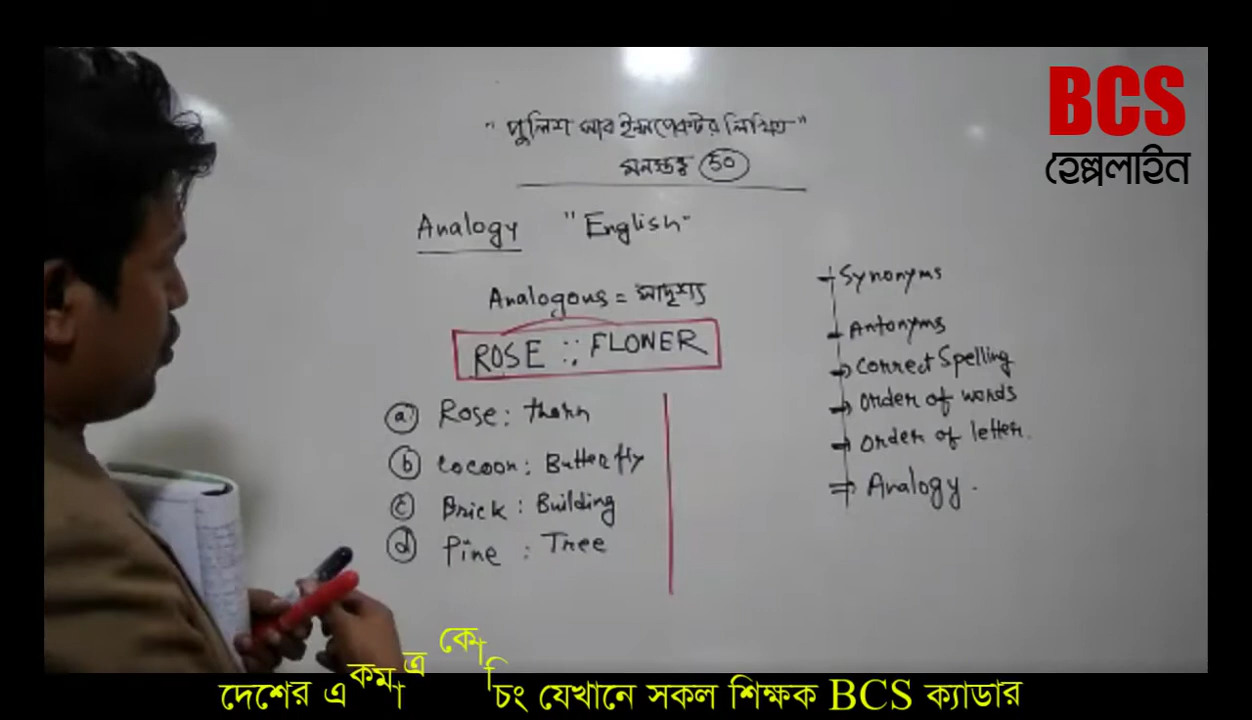 BCS
হেল্পলাইন
"পুলিশ সাব ইন্সপেকটর লিখিত"
মনস্তত্ত্ব 50
Analogy "English"
Analogous = সাদৃশ্য
ROSE :: FLOWER
a Rose : thorn
b Cocoon : Butterfly
c Brick : Building
d Pine : Tree
Synonyms
Antonyms
Correct Spelling
Order of words
Order of letter.
Analogy.
দেশের একমাত্র কোচিং যেখানে সকল শিক্ষক BCS ক্যাডার